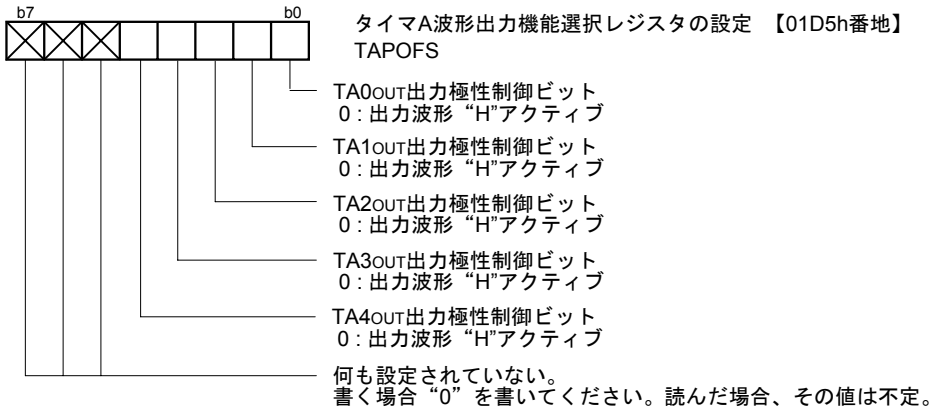 b7 b0
タイマA波形出力機能選択レジスタの設定 【01D5h番地】
TAPOFS
TA0OUT出力極性制御ビット
0 : 出力波形 “H”アクティブ
TA1OUT出力極性制御ビット
0 : 出力波形 “H”アクティブ
TA2OUT出力極性制御ビット
0 : 出力波形 “H”アクティブ
TA3OUT出力極性制御ビット
0 : 出力波形 “H”アクティブ
TA4OUT出力極性制御ビット
0 : 出力波形 “H”アクティブ
何も設定されていない。
書く場合“0”を書いてください。読んだ場合、その値は不定。